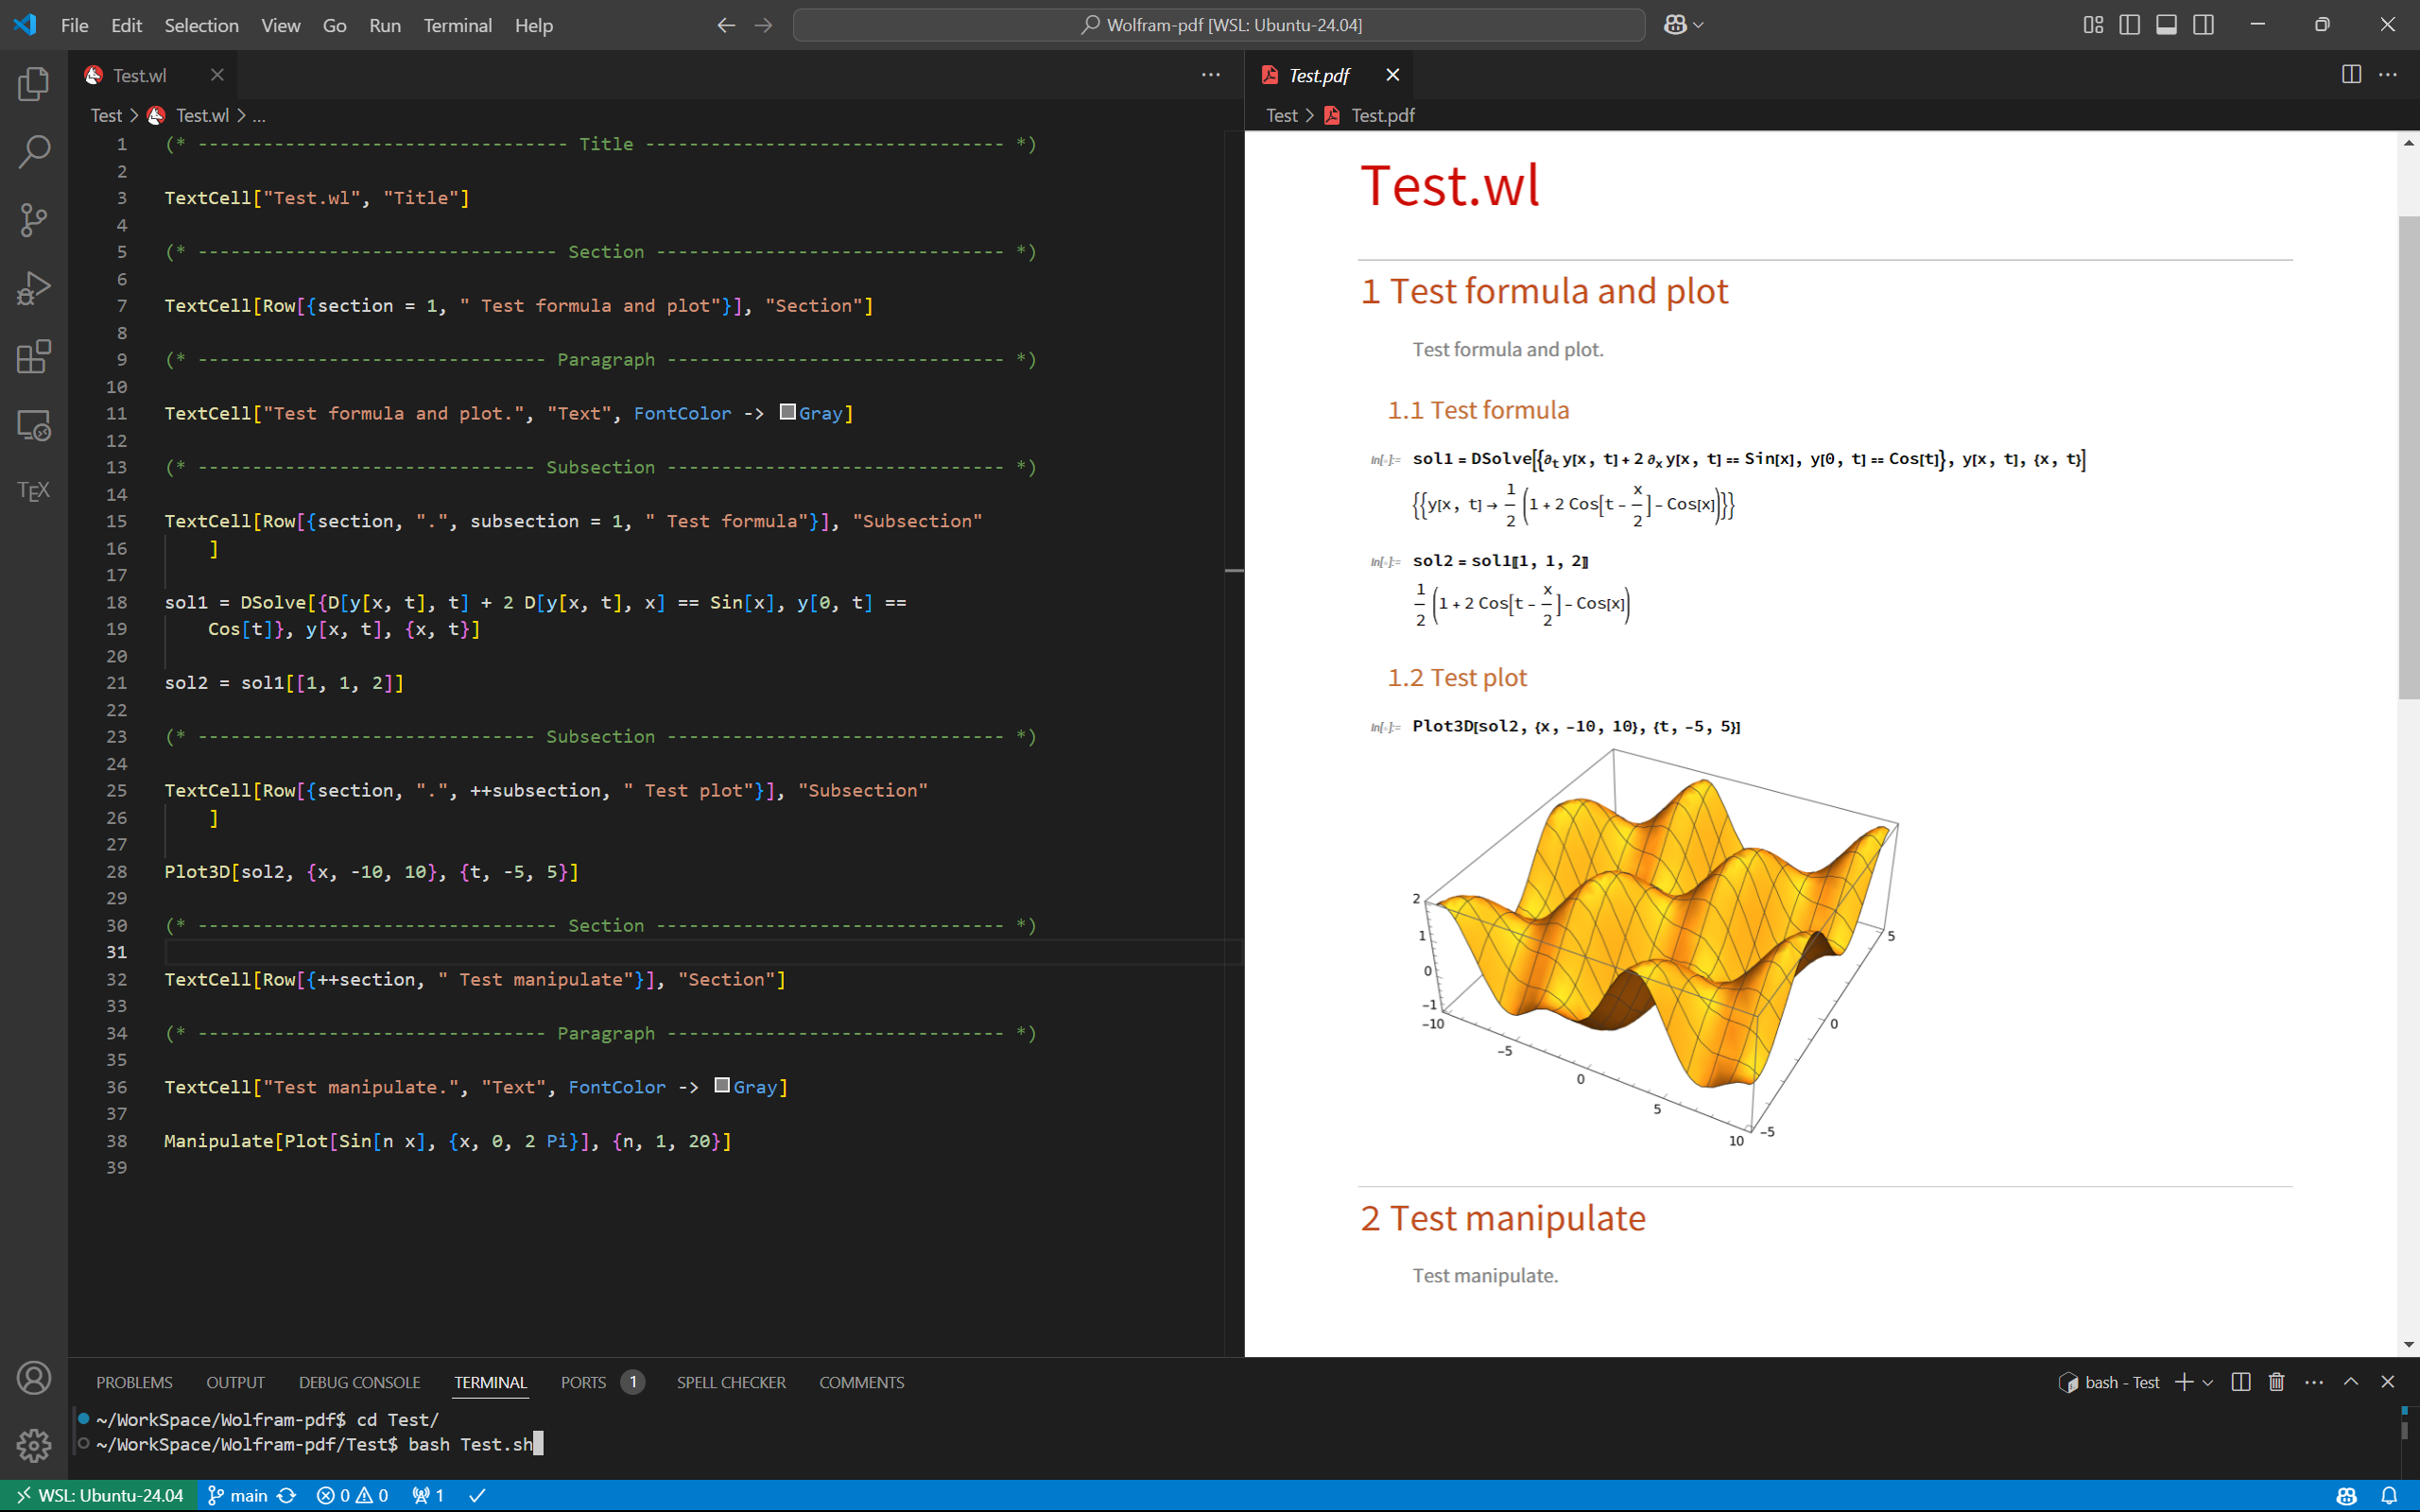 File Edit Selection View Go Run Terminal Help
Wolfram-pdf [WSL: Ubuntu-24.04]
Test.wl
Test > Test.wl > ...
1 (* ---------------------------------- Title --------------------------------- *)
2
3 TextCell["Test.wl", "Title"]
4
5 (* --------------------------------- Section -------------------------------- *)
6
7 TextCell[Row[{section = 1, " Test formula and plot"}], "Section"]
8
9 (* -------------------------------- Paragraph ------------------------------- *)
10
11 TextCell["Test formula and plot.", "Text", FontColor -> Gray]
12
13 (* ------------------------------- Subsection ------------------------------- *)
14
15 TextCell[Row[{section, ".", subsection = 1, " Test formula"}], "Subsection"
16 ]
17
18 sol1 = DSolve[{D[y[x, t], t] + 2 D[y[x, t], x] == Sin[x], y[0, t] ==
19 Cos[t]}, y[x, t], {x, t}]
20
21 sol2 = sol1[[1, 1, 2]]
22
23 (* ------------------------------- Subsection ------------------------------- *)
24
25 TextCell[Row[{section, ".", ++subsection, " Test plot"}], "Subsection"
26 ]
27
28 Plot3D[sol2, {x, -10, 10}, {t, -5, 5}]
29
30 (* --------------------------------- Section -------------------------------- *)
31
32 TextCell[Row[{++section, " Test manipulate"}], "Section"]
33
34 (* -------------------------------- Paragraph ------------------------------- *)
35
36 TextCell["Test manipulate.", "Text", FontColor -> Gray]
37
38 Manipulate[Plot[Sin[n x], {x, 0, 2 Pi}], {n, 1, 20}]
39
Test.pdf
Test > Test.pdf
Test.wl
1 Test formula and plot
Test formula and plot.
1.1 Test formula
In[◦]:= sol1 = DSolve[{∂t y[x, t] + 2 ∂x y[x, t] == Sin[x], y[0, t] == Cos[t]}, y[x, t], {x, t}]
{{y[x, t] → 1/2 (1 + 2 Cos[t - x/2] - Cos[x])}}
In[◦]:= sol2 = sol1〚1, 1, 2〛
1/2 (1 + 2 Cos[t - x/2] - Cos[x])
1.2 Test plot
In[◦]:= Plot3D[sol2, {x, -10, 10}, {t, -5, 5}]
2
1
0
-1
-10
-5
0
5
10
-5
0
5
2 Test manipulate
Test manipulate.
PROBLEMS OUTPUT DEBUG CONSOLE TERMINAL PORTS 1 SPELL CHECKER COMMENTS
bash - Test
~/WorkSpace/Wolfram-pdf$ cd Test/
~/WorkSpace/Wolfram-pdf/Test$ bash Test.sh
TEX
WSL: Ubuntu-24.04 main 0 0 1